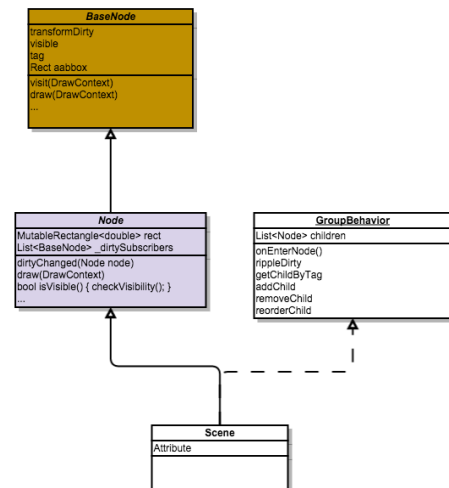 BaseNode
transformDirty
visible
tag
Rect aabbox
visit(DrawContext)
draw(DrawContext)
...
Node
MutableRectangle<double> rect
List<BaseNode> _dirtySubscribers
dirtyChanged(Node node)
draw(DrawContext)
bool isVisible() { checkVisibility(); }
...
GroupBehavior
List<Node> children
onEnterNode()
rippleDirty
getChildByTag
addChild
removeChild
reorderChild
Scene
Attribute